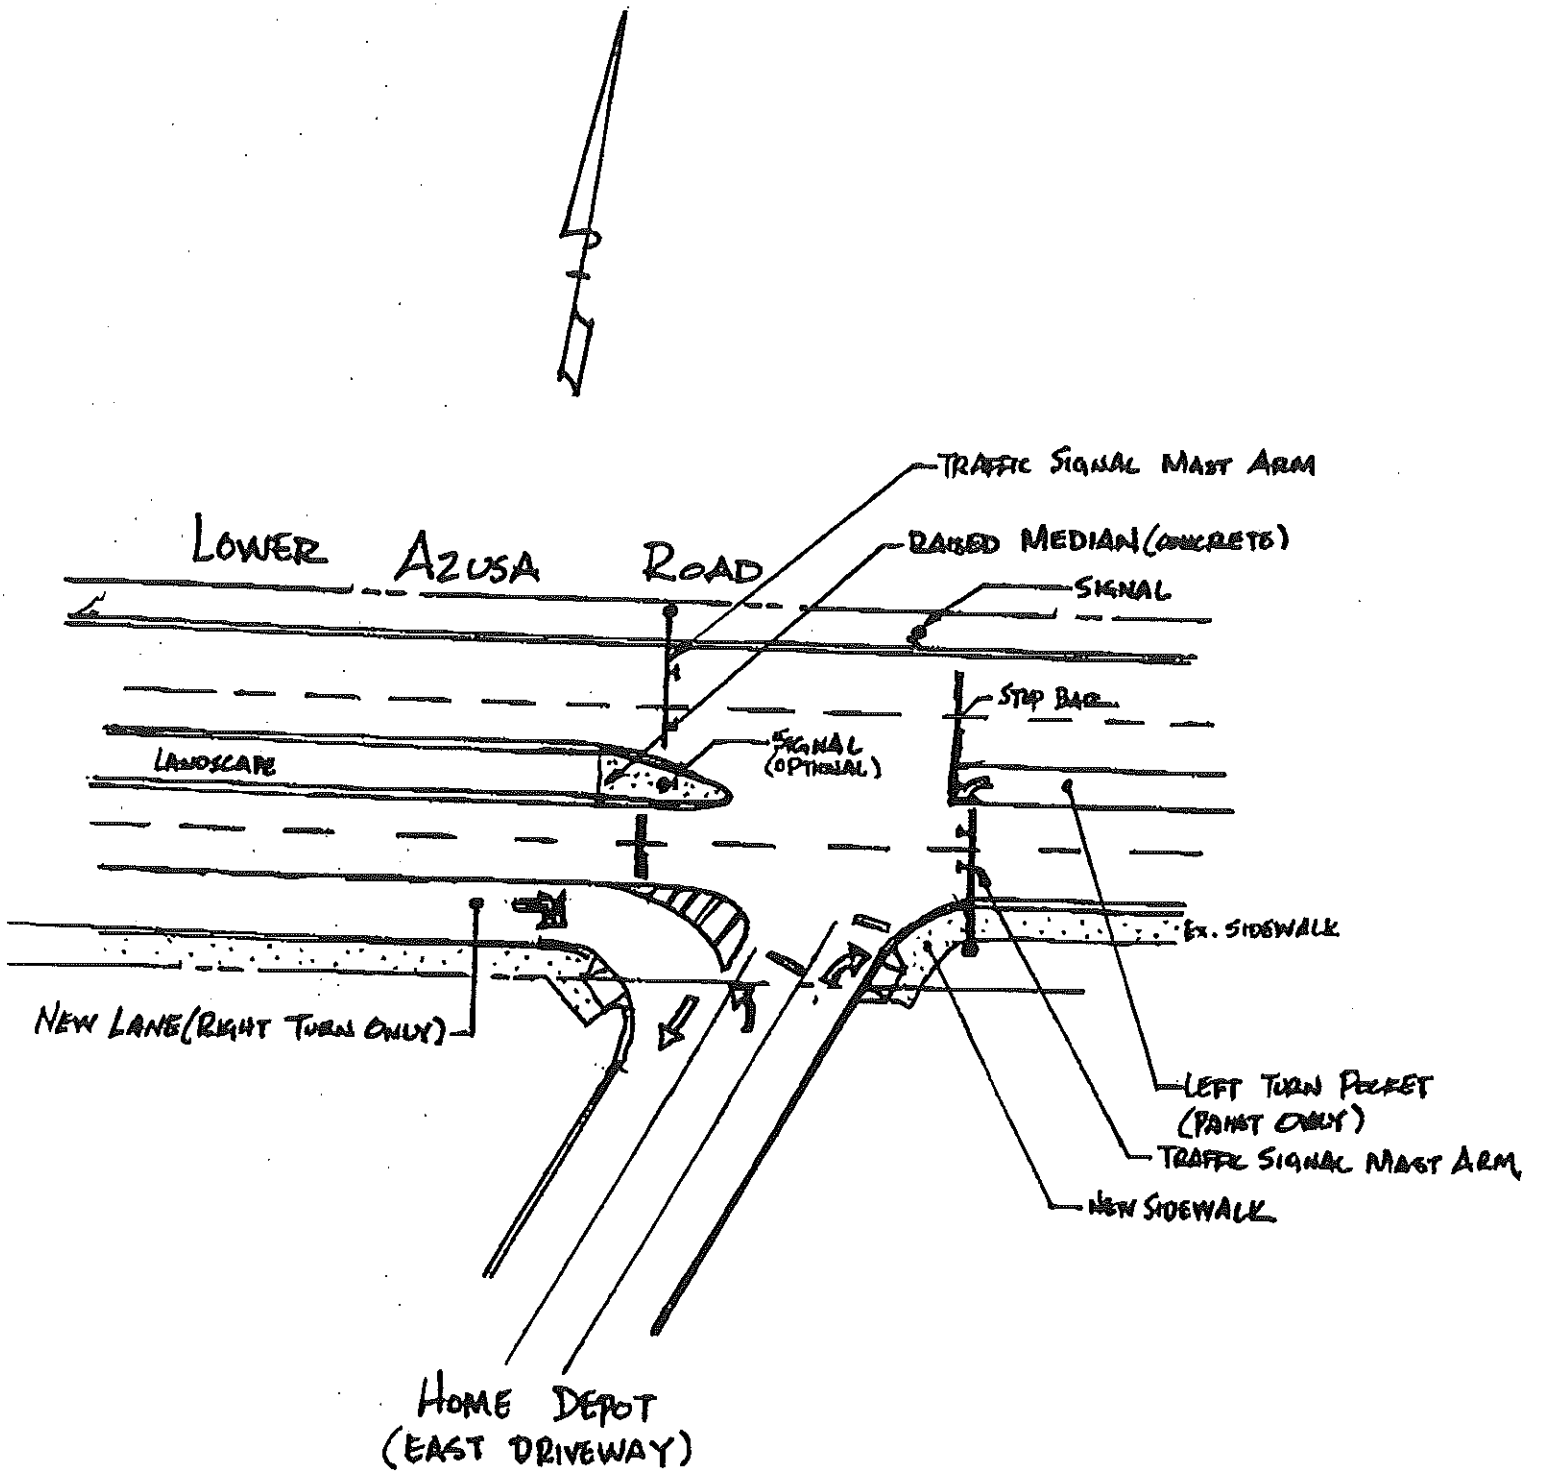 TRAFFIC SIGNAL MAST ARM
RAISED MEDIAN (CONCRETE)
LOWER AZUSA ROAD
SIGNAL
STOP BAR
SIGNAL
(OPTIONAL)
LANDSCAPE
EX. SIDEWALK
NEW LANE (RIGHT TURN ONLY)
LEFT TURN POCKET
(PAINT ONLY)
TRAFFIC SIGNAL MAST ARM
NEW SIDEWALK
HOME DEPOT
(EAST DRIVEWAY)